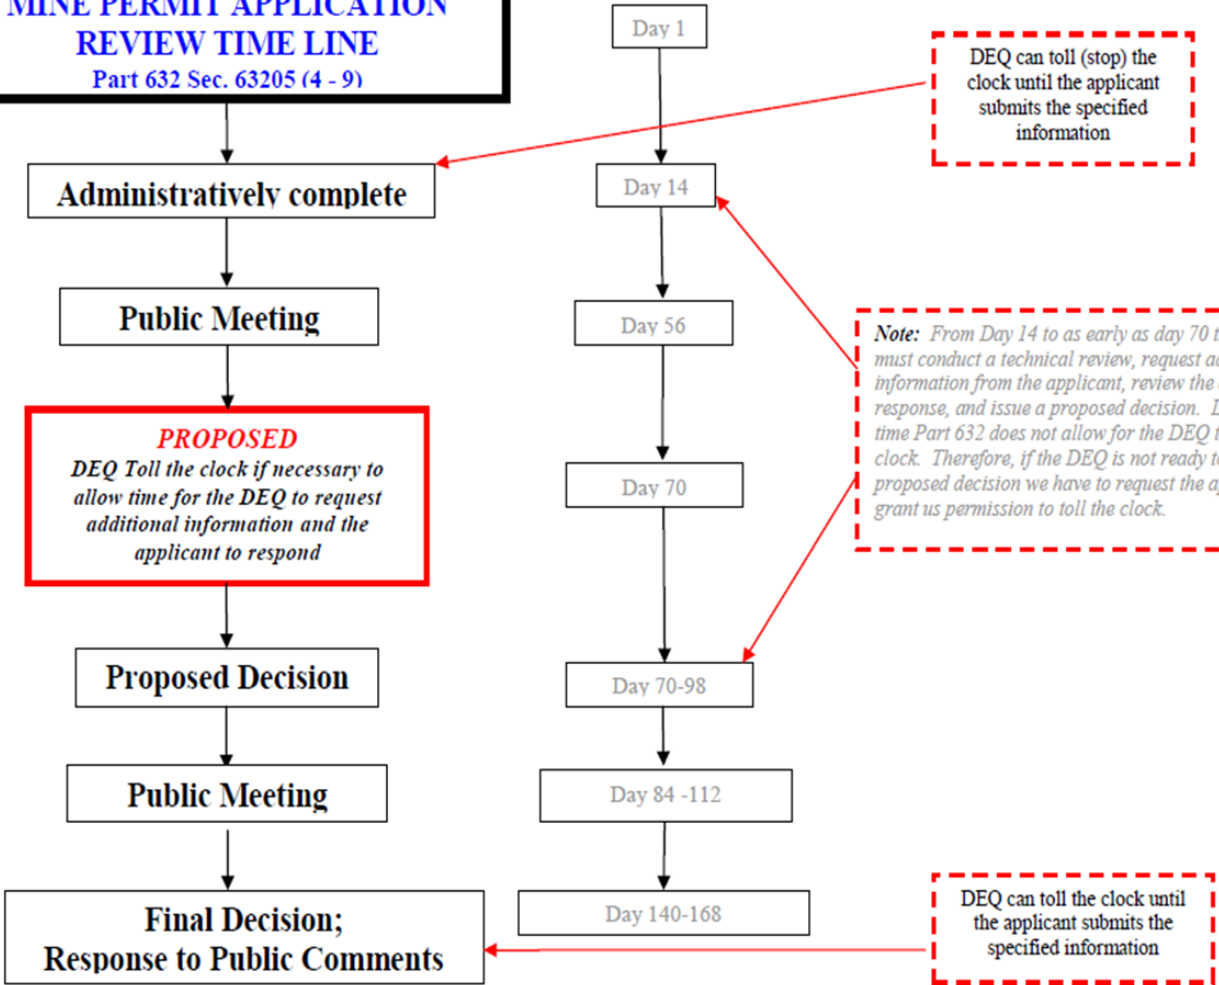 MINE PERMIT APPLICATION
REVIEW TIME LINE
Part 632 Sec. 63205 (4 - 9)
Administratively complete
Public Meeting
PROPOSED
DEQ Toll the clock if necessary to
allow time for the DEQ to request
additional information and the
applicant to respond
Proposed Decision
Public Meeting
Final Decision;
Response to Public Comments
Day 1
Day 14
Day 56
Day 70
Day 70-98
Day 84 -112
Day 140-168
DEQ can toll (stop) the
clock until the applicant
submits the specified
information
Note: From Day 14 to as early as day 70
must conduct a technical review, request
information from the applicant, review the
response, and issue a proposed decision.
time Part 632 does not allow for the DEQ
clock. Therefore, if the DEQ is not ready
proposed decision we have to request the
grant us permission to toll the clock.
DEQ can toll the clock until
the applicant submits the
specified information